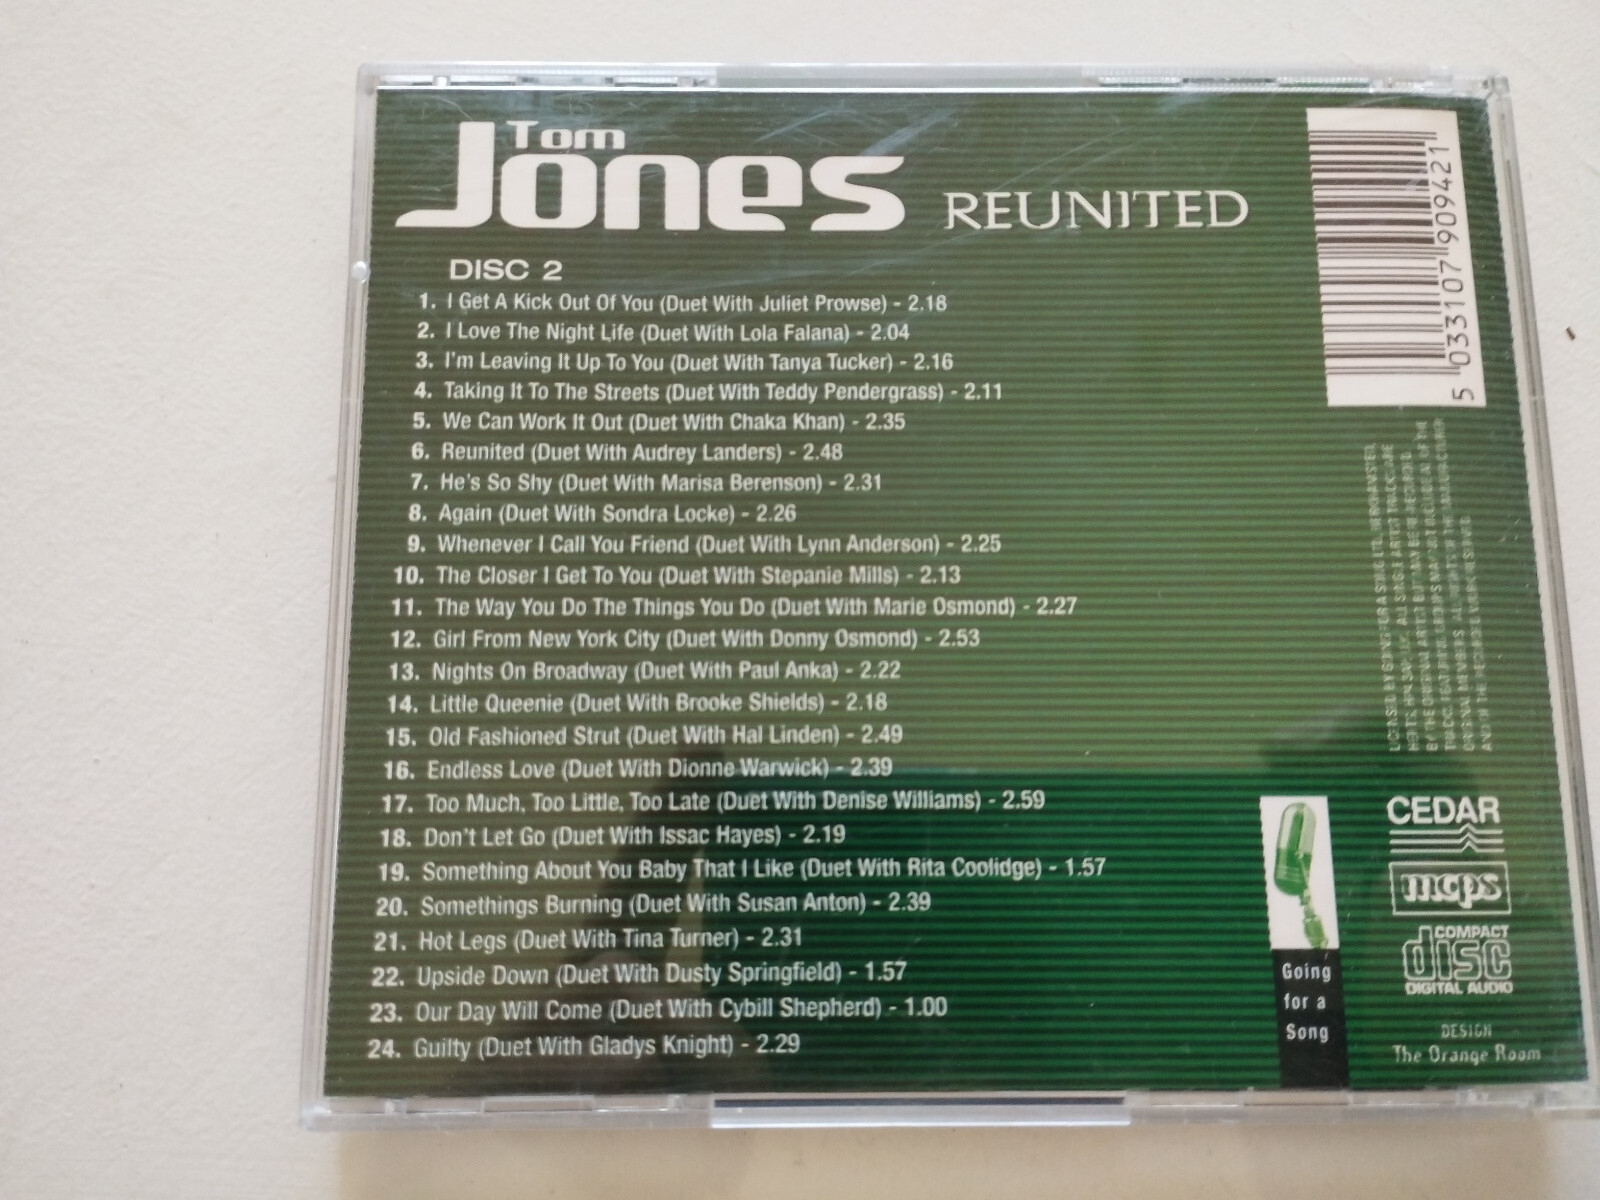 Tom
Jones REUNITED
DISC 2
1. I Get A Kick Out Of You (Duet With Juliet Prowse) - 2.18
2. I Love The Night Life (Duet With Lola Falana) - 2.04
3. I'm Leaving It Up To You (Duet With Tanya Tucker) - 2.16
4. Taking It To The Streets (Duet With Teddy Pendergrass) - 2.11
5. We Can Work It Out (Duet With Chaka Khan) - 2.35
6. Reunited (Duet With Audrey Landers) - 2.48
7. He's So Shy (Duet With Marisa Berenson) - 2.31
8. Again (Duet With Sondra Locke) - 2.26
9. Whenever I Call You Friend (Duet With Lynn Anderson) - 2.25
10. The Closer I Get To You (Duet With Stepanie Mills) - 2.13
11. The Way You Do The Things You Do (Duet With Marie Osmond) - 2.27
12. Girl From New York City (Duet With Donny Osmond) - 2.53
13. Nights On Broadway (Duet With Paul Anka) - 2.22
14. Little Queenie (Duet With Brooke Shields) - 2.18
15. Old Fashioned Strut (Duet With Hal Linden) - 2.49
16. Endless Love (Duet With Dionne Warwick) - 2.39
17. Too Much, Too Little, Too Late (Duet With Denise Williams) - 2.59
18. Don't Let Go (Duet With Issac Hayes) - 2.19
19. Something About You Baby That I Like (Duet With Rita Coolidge) - 1.57
20. Somethings Burning (Duet With Susan Anton) - 2.39
21. Hot Legs (Duet With Tina Turner) - 2.31
22. Upside Down (Duet With Dusty Springfield) - 1.57
23. Our Day Will Come (Duet With Cybill Shepherd) - 1.00
24. Guilty (Duet With Gladys Knight) - 2.29
5 033107 909421
LICENSED BY GOING FOR A SONG LTD.
Going
for a
Song
CEDAR
mcps
COMPACT
disc
DIGITAL AUDIO
DESIGN
The Orange Room